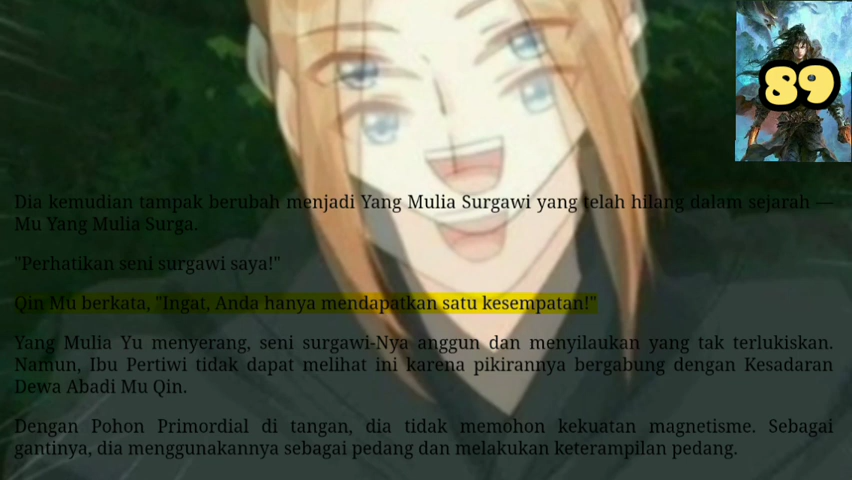 89
Dia kemudian tampak berubah menjadi Yang Mulia Surgawi yang telah hilang dalam sejarah —
Mu Yang Mulia Surga.
"Perhatikan seni surgawi saya!"
Qin Mu berkata, "Ingat, Anda hanya mendapatkan satu kesempatan!"
Yang Mulia Yu menyerang, seni surgawi-Nya anggun dan menyilaukan yang tak terlukiskan.
Namun, Ibu Pertiwi tidak dapat melihat ini karena pikirannya bergabung dengan Kesadaran
Dewa Abadi Mu Qin.
Dengan Pohon Primordial di tangan, dia tidak memohon kekuatan magnetisme. Sebagai
gantinya, dia menggunakannya sebagai pedang dan melakukan keterampilan pedang.